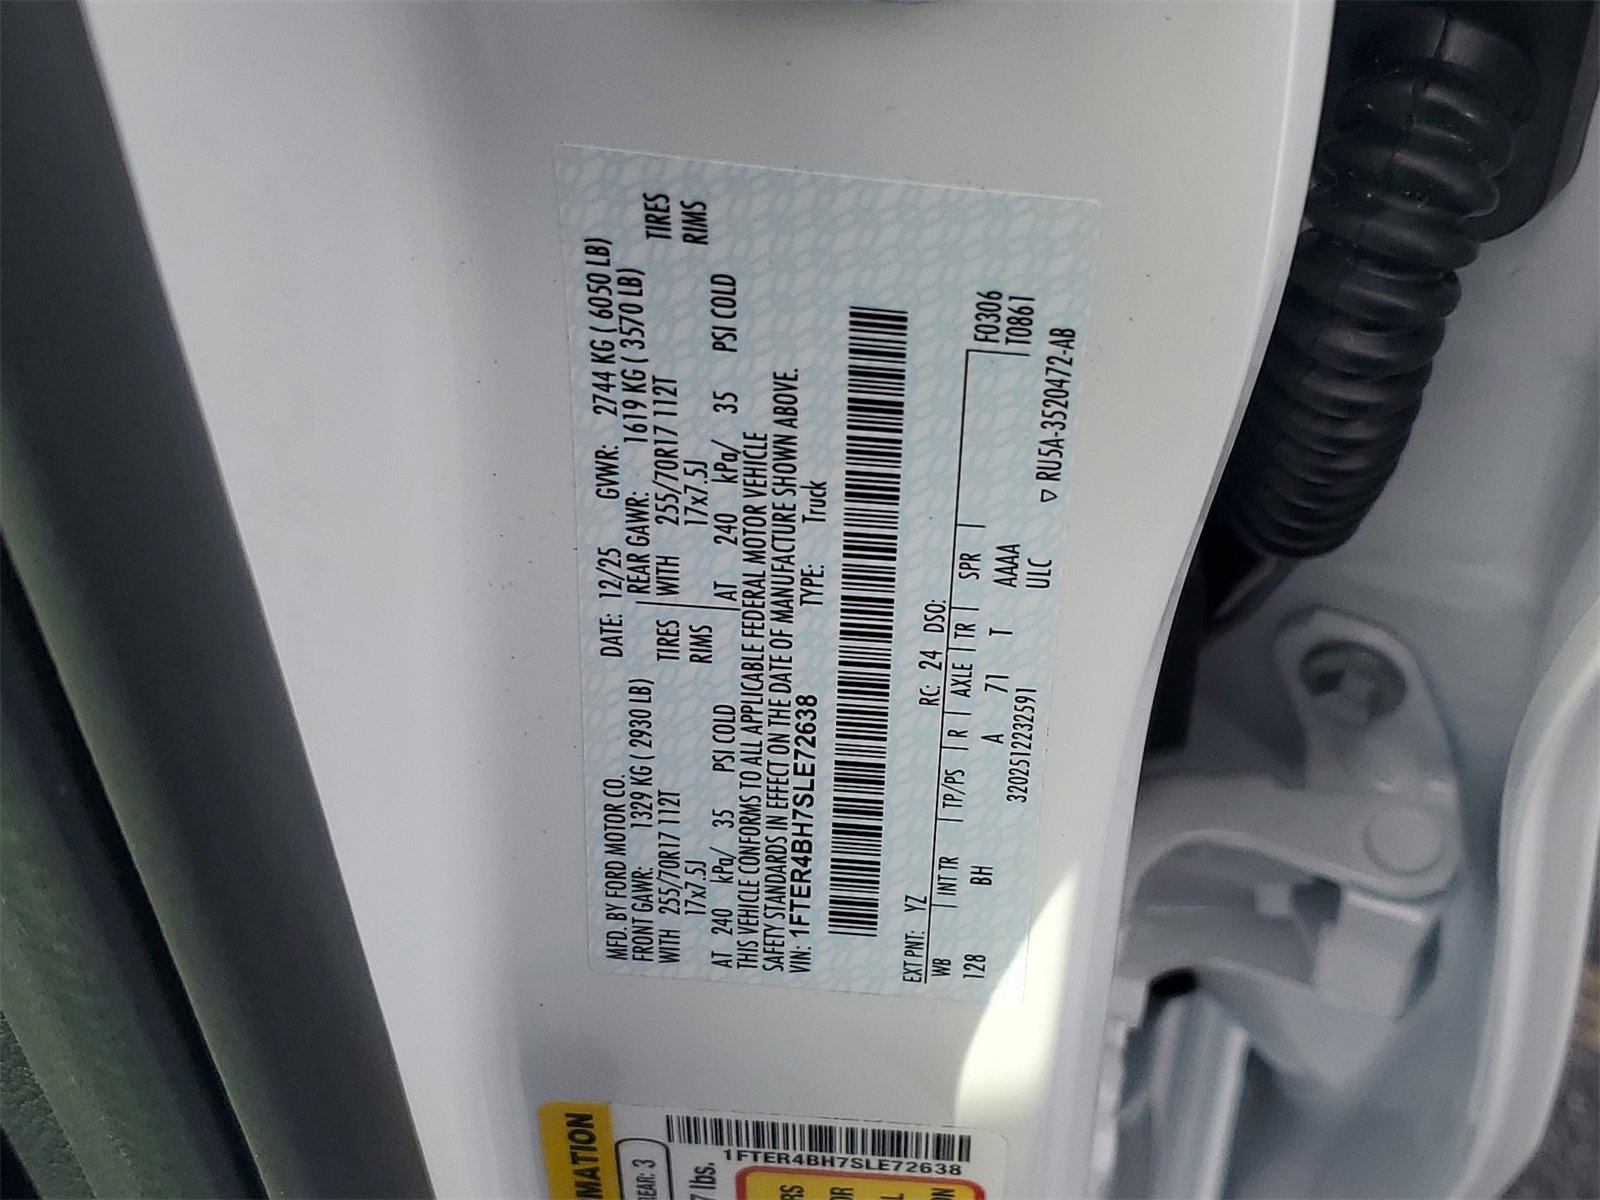 MFD. BY FORD MOTOR CO.
DATE: 12/25 GVWR: 2744 KG ( 6050 LB)
FRONT GAWR: 1329 KG ( 2930 LB)
REAR GAWR: 1619 KG ( 3570 LB)
WITH 255/70R17 112T TIRES
WITH 255/70R17 112T TIRES
17x7.5J RIMS
17x7.5J RIMS
AT 240 kPa/ 35 PSI COLD
AT 240 kPa/ 35 PSI COLD
THIS VEHICLE CONFORMS TO ALL APPLICABLE FEDERAL MOTOR VEHICLE
SAFETY STANDARDS IN EFFECT ON THE DATE OF MANUFACTURE SHOWN ABOVE.
VIN: 1FTER4BH7SLE72638 TYPE: Truck
EXT PNT: YZ RC: 24 DSO:
WB INT TR TP/PS R AXLE TR SPR F0306
128 BH A 71 T AAAA T0861
3202512232591 ULC
▽ RU5A-3520472-AB
MATION
REAR: 3
7 lbs.
1FTER4BH7SLE72638